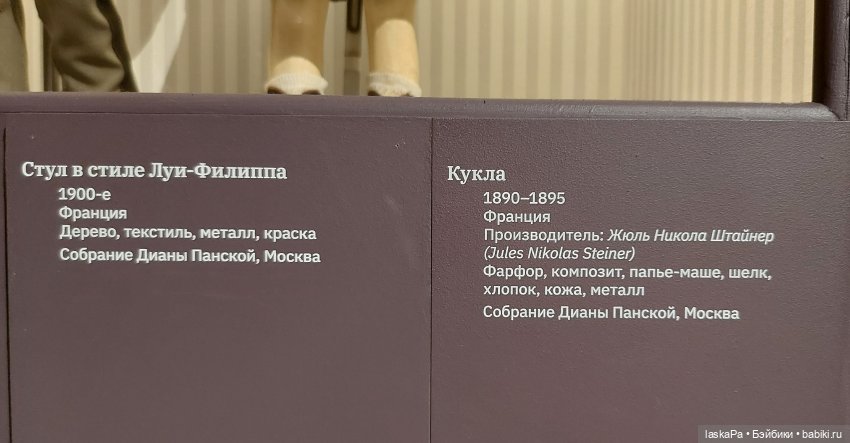 Стул в стиле Луи-Филиппа
1900-е
Франция
Дерево, текстиль, металл, краска
Собрание Дианы Панской, Москва
Кукла
1890–1895
Франция
Производитель: Жюль Никола Штайнер
(Jules Nikolas Steiner)
Фарфор, композит, папье-маше, шелк,
хлопок, кожа, металл
Собрание Дианы Панской, Москва
laskaPa • Бэйбики • babiki.ru